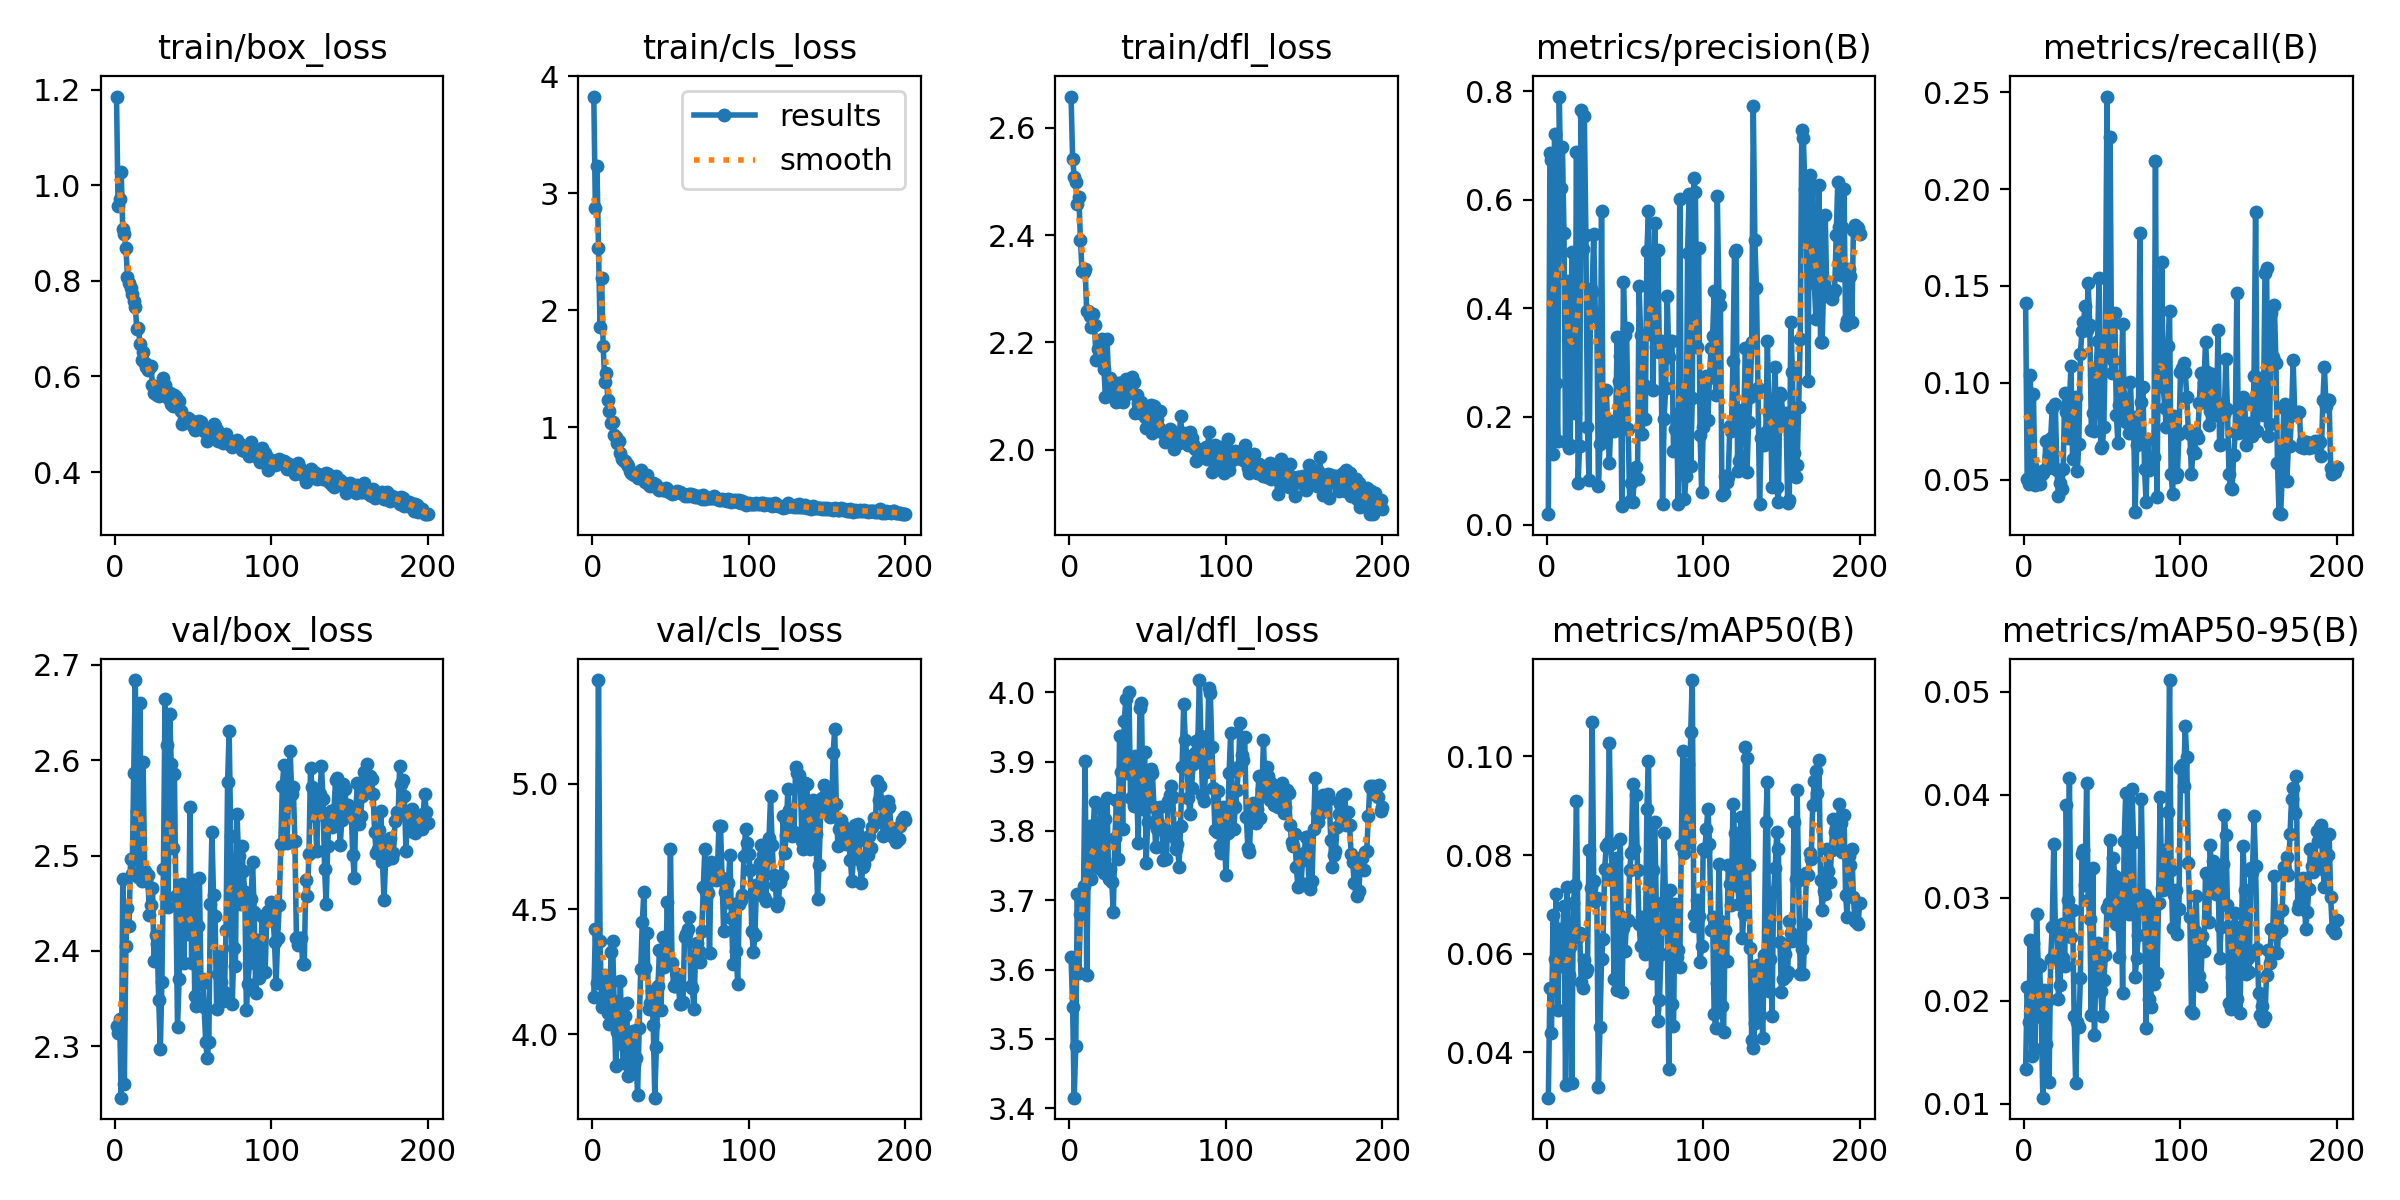 train/box_loss
1.2
1.0
0.8
0.6
0.4
0 100 200
train/cls_loss
4
3
2
1
0 100 200
results
smooth
train/dfl_loss
2.6
2.4
2.2
2.0
0 100 200
metrics/precision(B)
0.8
0.6
0.4
0.2
0.0
0 100 200
metrics/recall(B)
0.25
0.20
0.15
0.10
0.05
0 100 200
val/box_loss
2.7
2.6
2.5
2.4
2.3
0 100 200
val/cls_loss
5.0
4.5
4.0
0 100 200
val/dfl_loss
4.0
3.9
3.8
3.7
3.6
3.5
3.4
0 100 200
metrics/mAP50(B)
0.10
0.08
0.06
0.04
0 100 200
metrics/mAP50-95(B)
0.05
0.04
0.03
0.02
0.01
0 100 200